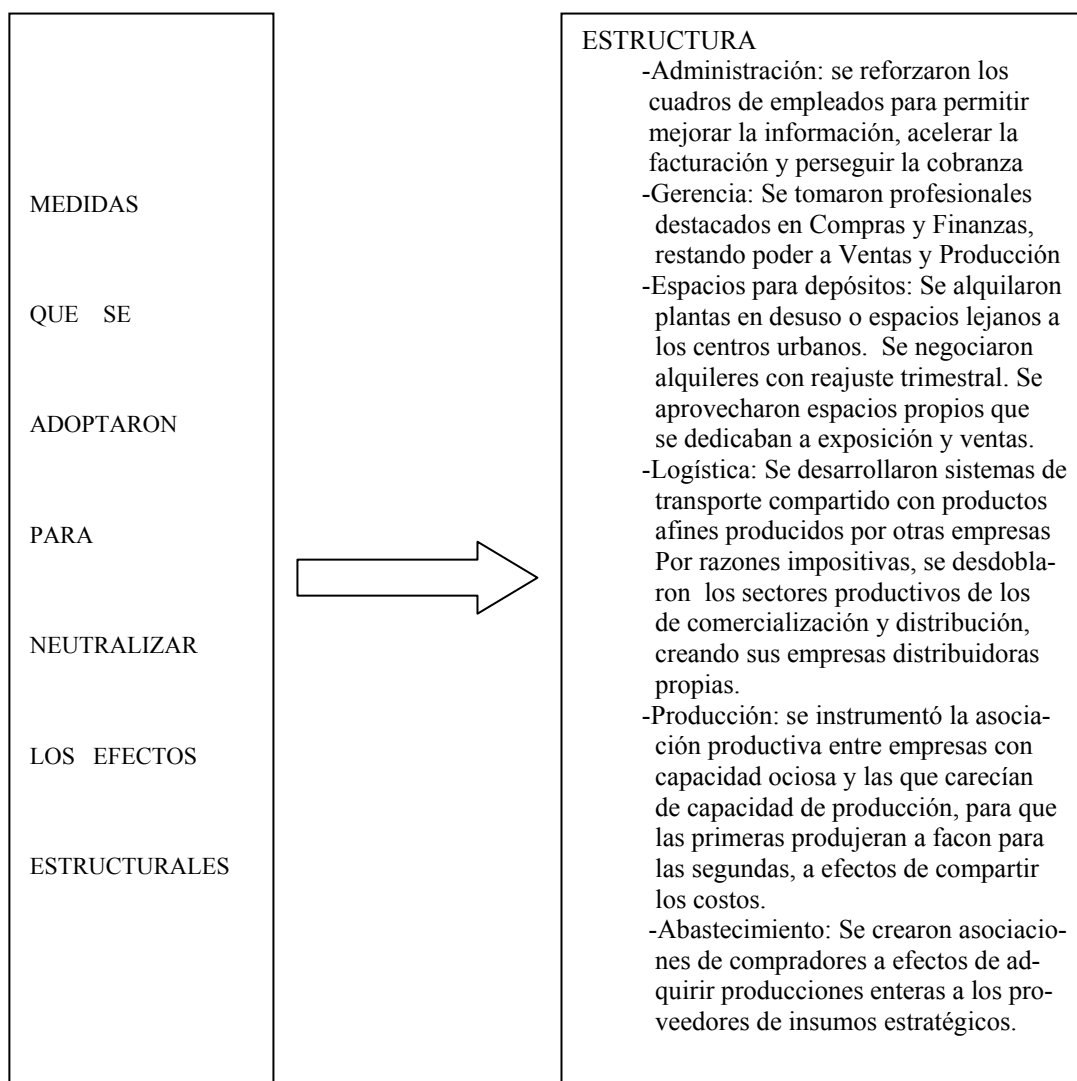 MEDIDAS
QUE SE
ADOPTARON
PARA
NEUTRALIZAR
LOS EFECTOS
ESTRUCTURALES
ESTRUCTURA
-Administración: se reforzaron los
cuadros de empleados para permitir
mejorar la información, acelerar la
facturación y perseguir la cobranza
-Gerencia: Se tomaron profesionales
destacados en Compras y Finanzas,
restando poder a Ventas y Producción
-Espacios para depósitos: Se alquilaron
plantas en desuso o espacios lejanos a
los centros urbanos. Se negociaron
alquileres con reajuste trimestral. Se
aprovecharon espacios propios que
se dedicaban a exposición y ventas.
-Logística: Se desarrollaron sistemas de
transporte compartido con productos
afines producidos por otras empresas
Por razones impositivas, se desdobla-
ron los sectores productivos de los
de comercialización y distribución,
creando sus empresas distribuidoras
propias.
-Producción: se instrumentó la asocia-
ción productiva entre empresas con
capacidad ociosa y las que carecían
de capacidad de producción, para que
las primeras produjeran a facon para
las segundas, a efectos de compartir
los costos.
-Abastecimiento: Se crearon asociacio-
nes de compradores a efectos de ad-
quirir producciones enteras a los pro-
veedores de insumos estratégicos.